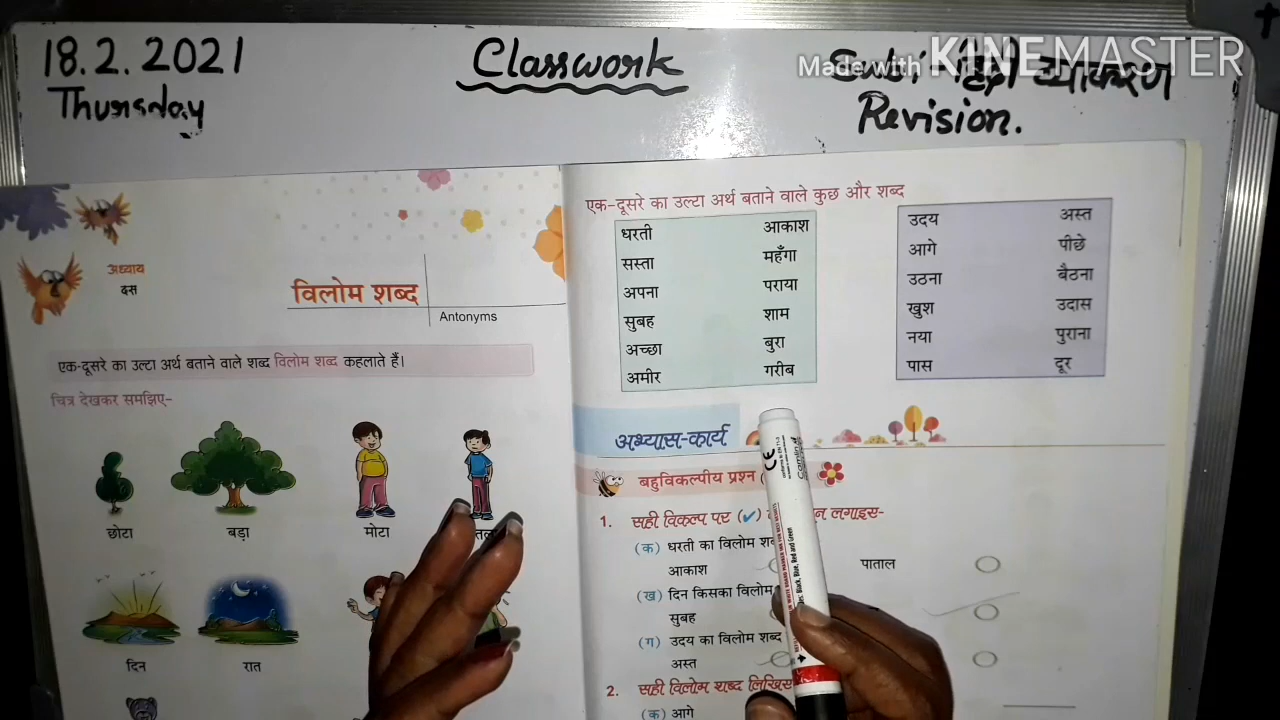 18.2.2021
Thursday
Classwork
Sub:- हिंदी व्याकरण
Revision.
Made with KINEMASTER
अध्याय
दस
विलोम शब्द
Antonyms
एक-दूसरे का उल्टा अर्थ बताने वाले शब्द विलोम शब्द कहलाते हैं।
चित्र देखकर समझिए-
छोटा बड़ा मोटा
दिन रात
एक-दूसरे का उल्टा अर्थ बताने वाले कुछ और शब्द
धरती आकाश
सस्ता महँगा
अपना पराया
सुबह शाम
अच्छा बुरा
अमीर गरीब
उदय अस्त
आगे पीछे
उठना बैठना
खुश उदास
नया पुराना
पास दूर
अभ्यास-कार्य
बहुविकल्पीय प्रश्न
1. सही विकल्प पर (✓) लगाइए-
(क) धरती का विलोम
आकाश पाताल
(ख) दिन किसका विलोम
सुबह
(ग) उदय का विलोम शब्द
अस्त
2. सही विलोम शब्द लिखिए
(क) आगे